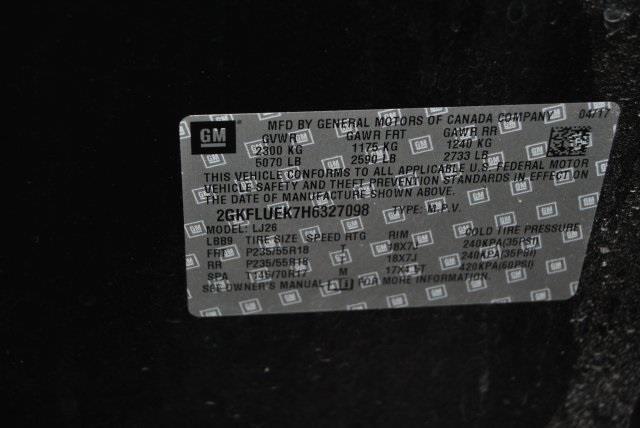 GM MFD BY GENERAL MOTORS OF CANADA COMPANY 04/17
GVWR GAWR FRT GAWR RR
2300 KG 1175 KG 1240 KG
5070 LB 2590 LB 2733 LB
THIS VEHICLE CONFORMS TO ALL APPLICABLE U.S. FEDERAL MOTOR
VEHICLE SAFETY AND THEFT PREVENTION STANDARDS IN EFFECT ON
THE DATE OF MANUFACTURE SHOWN ABOVE.
2GKFLUEK7H6327098 TYPE: M.P.V.
MODEL: LJ26
LBB9 TIRE SIZE SPEED RTG RIM COLD TIRE PRESSURE
FRT P235/55R18 T 18X7J 240KPA(35PSI)
RR P235/55R18 T 18X7J 240KPA(35PSI)
SPA T145/70R17 M 17X4.5T 420KPA(60PSI)
SEE OWNER'S MANUAL FOR MORE INFORMATION